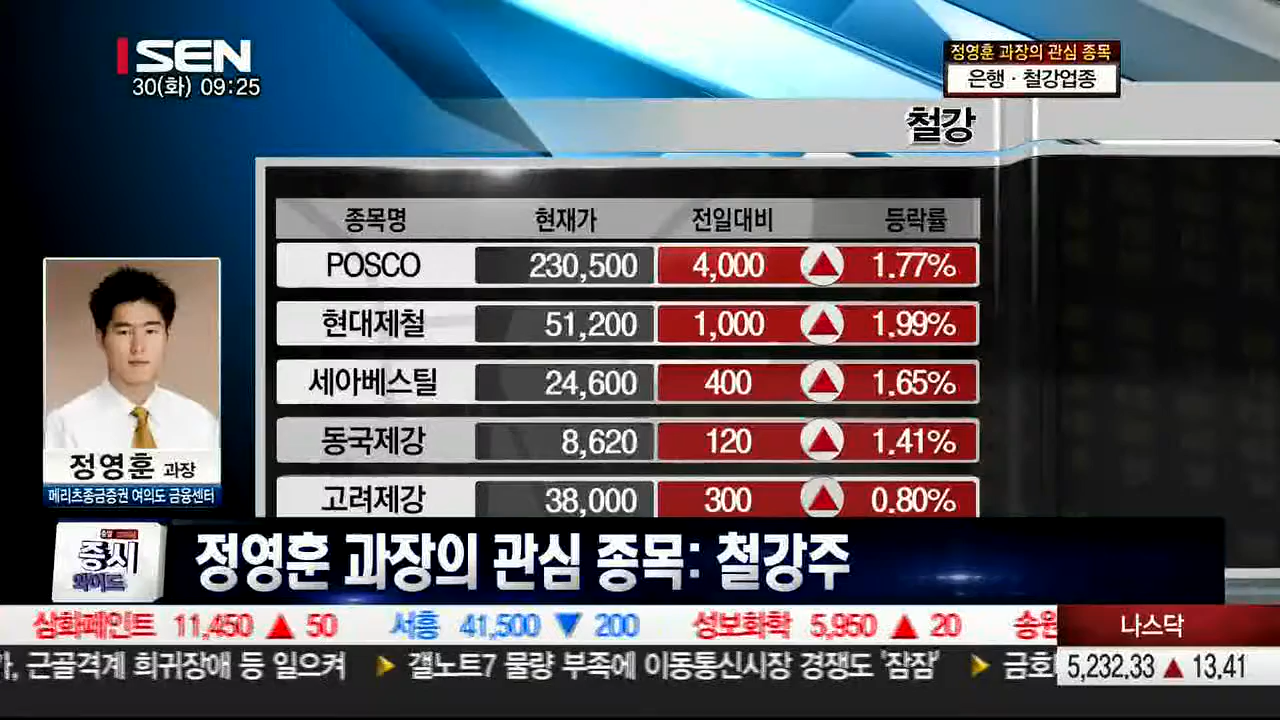 SEN
30(화) 09:25
정영훈 과장의 관심 종목
은행·철강업종
철강
종목명 현재가 전일대비 등락률
POSCO 230,500 4,000 ▲ 1.77%
현대제철 51,200 1,000 ▲ 1.99%
세아베스틸 24,600 400 ▲ 1.65%
동국제강 8,620 120 ▲ 1.41%
고려제강 38,000 300 ▲ 0.80%
정영훈 과장
메리츠종금증권 여의도 금융센터
증시
와이드
정영훈 과장의 관심 종목: 철강주
삼화페인트 11,450 ▲ 50 서흥 41,500 ▼ 200 성보화학 5,950 ▲ 20 송원
나스닥
가, 근골격계 희귀장애 등 일으켜 ▶ 갤노트7 물량 부족에 이동통신시장 경쟁도 '잠잠' ▶ 금호
5,232.33 ▲ 13.41